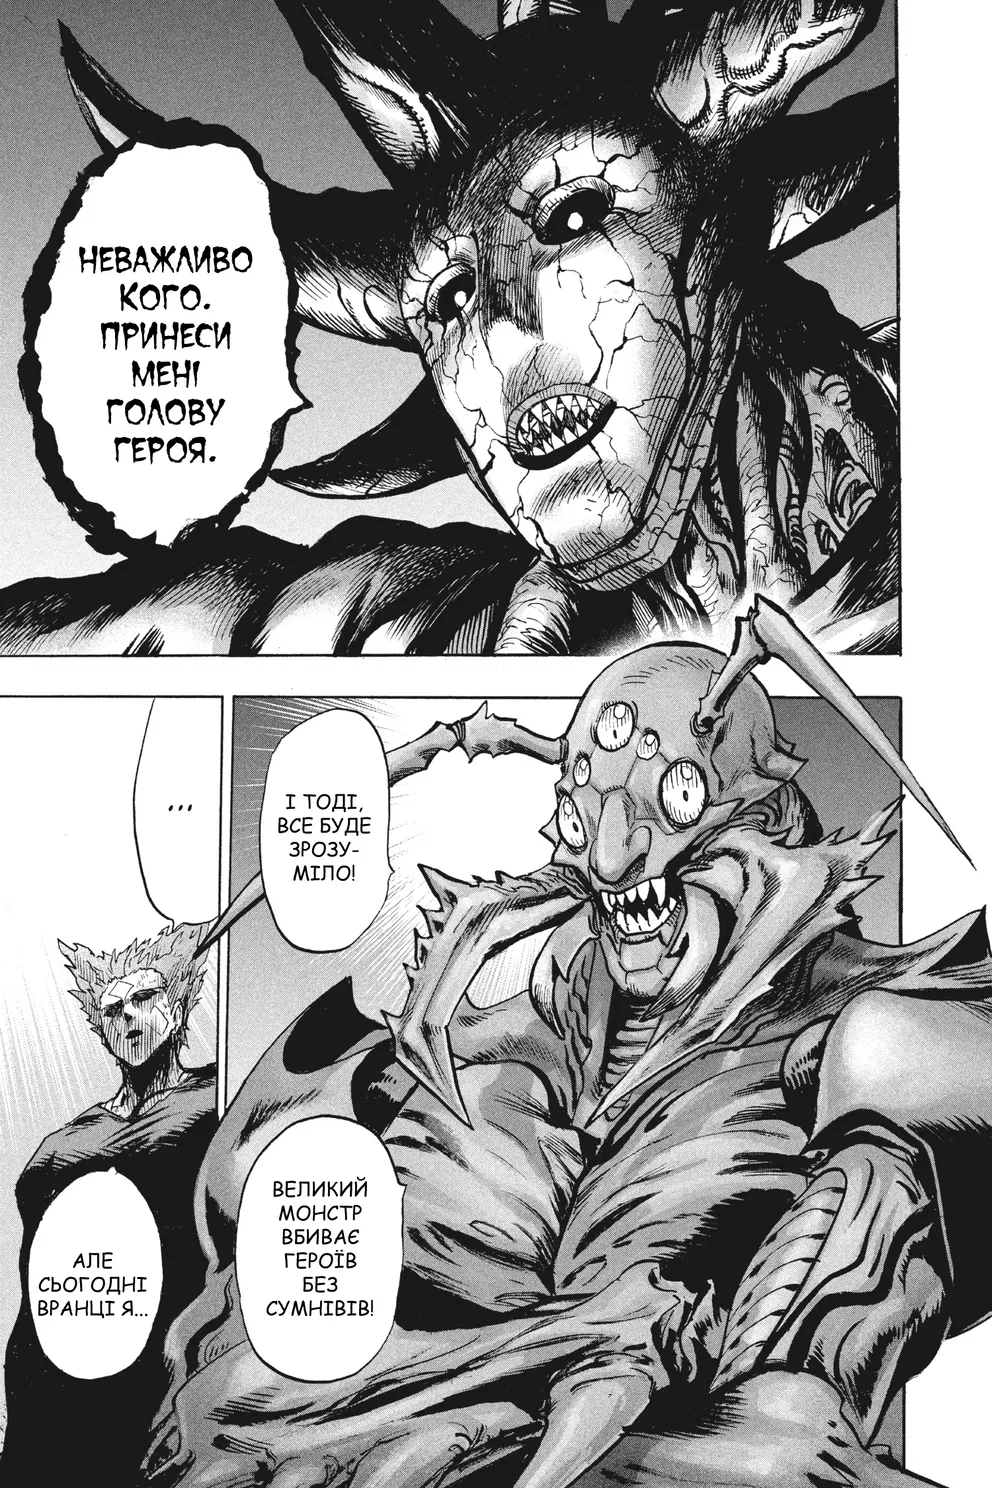 НЕВАЖЛИВО
КОГО.
ПРИНЕСИ
МЕНІ
ГОЛОВУ
ГЕРОЯ.
І ТОДІ,
ВСЕ БУДЕ
ЗРОЗУ-
МІЛО!
ВЕЛИКИЙ
МОНСТР
ВБИВАЄ
ГЕРОЇВ
БЕЗ
СУМНІВІВ!
...
АЛЕ
СЬОГОДНІ
ВРАНЦІ Я...